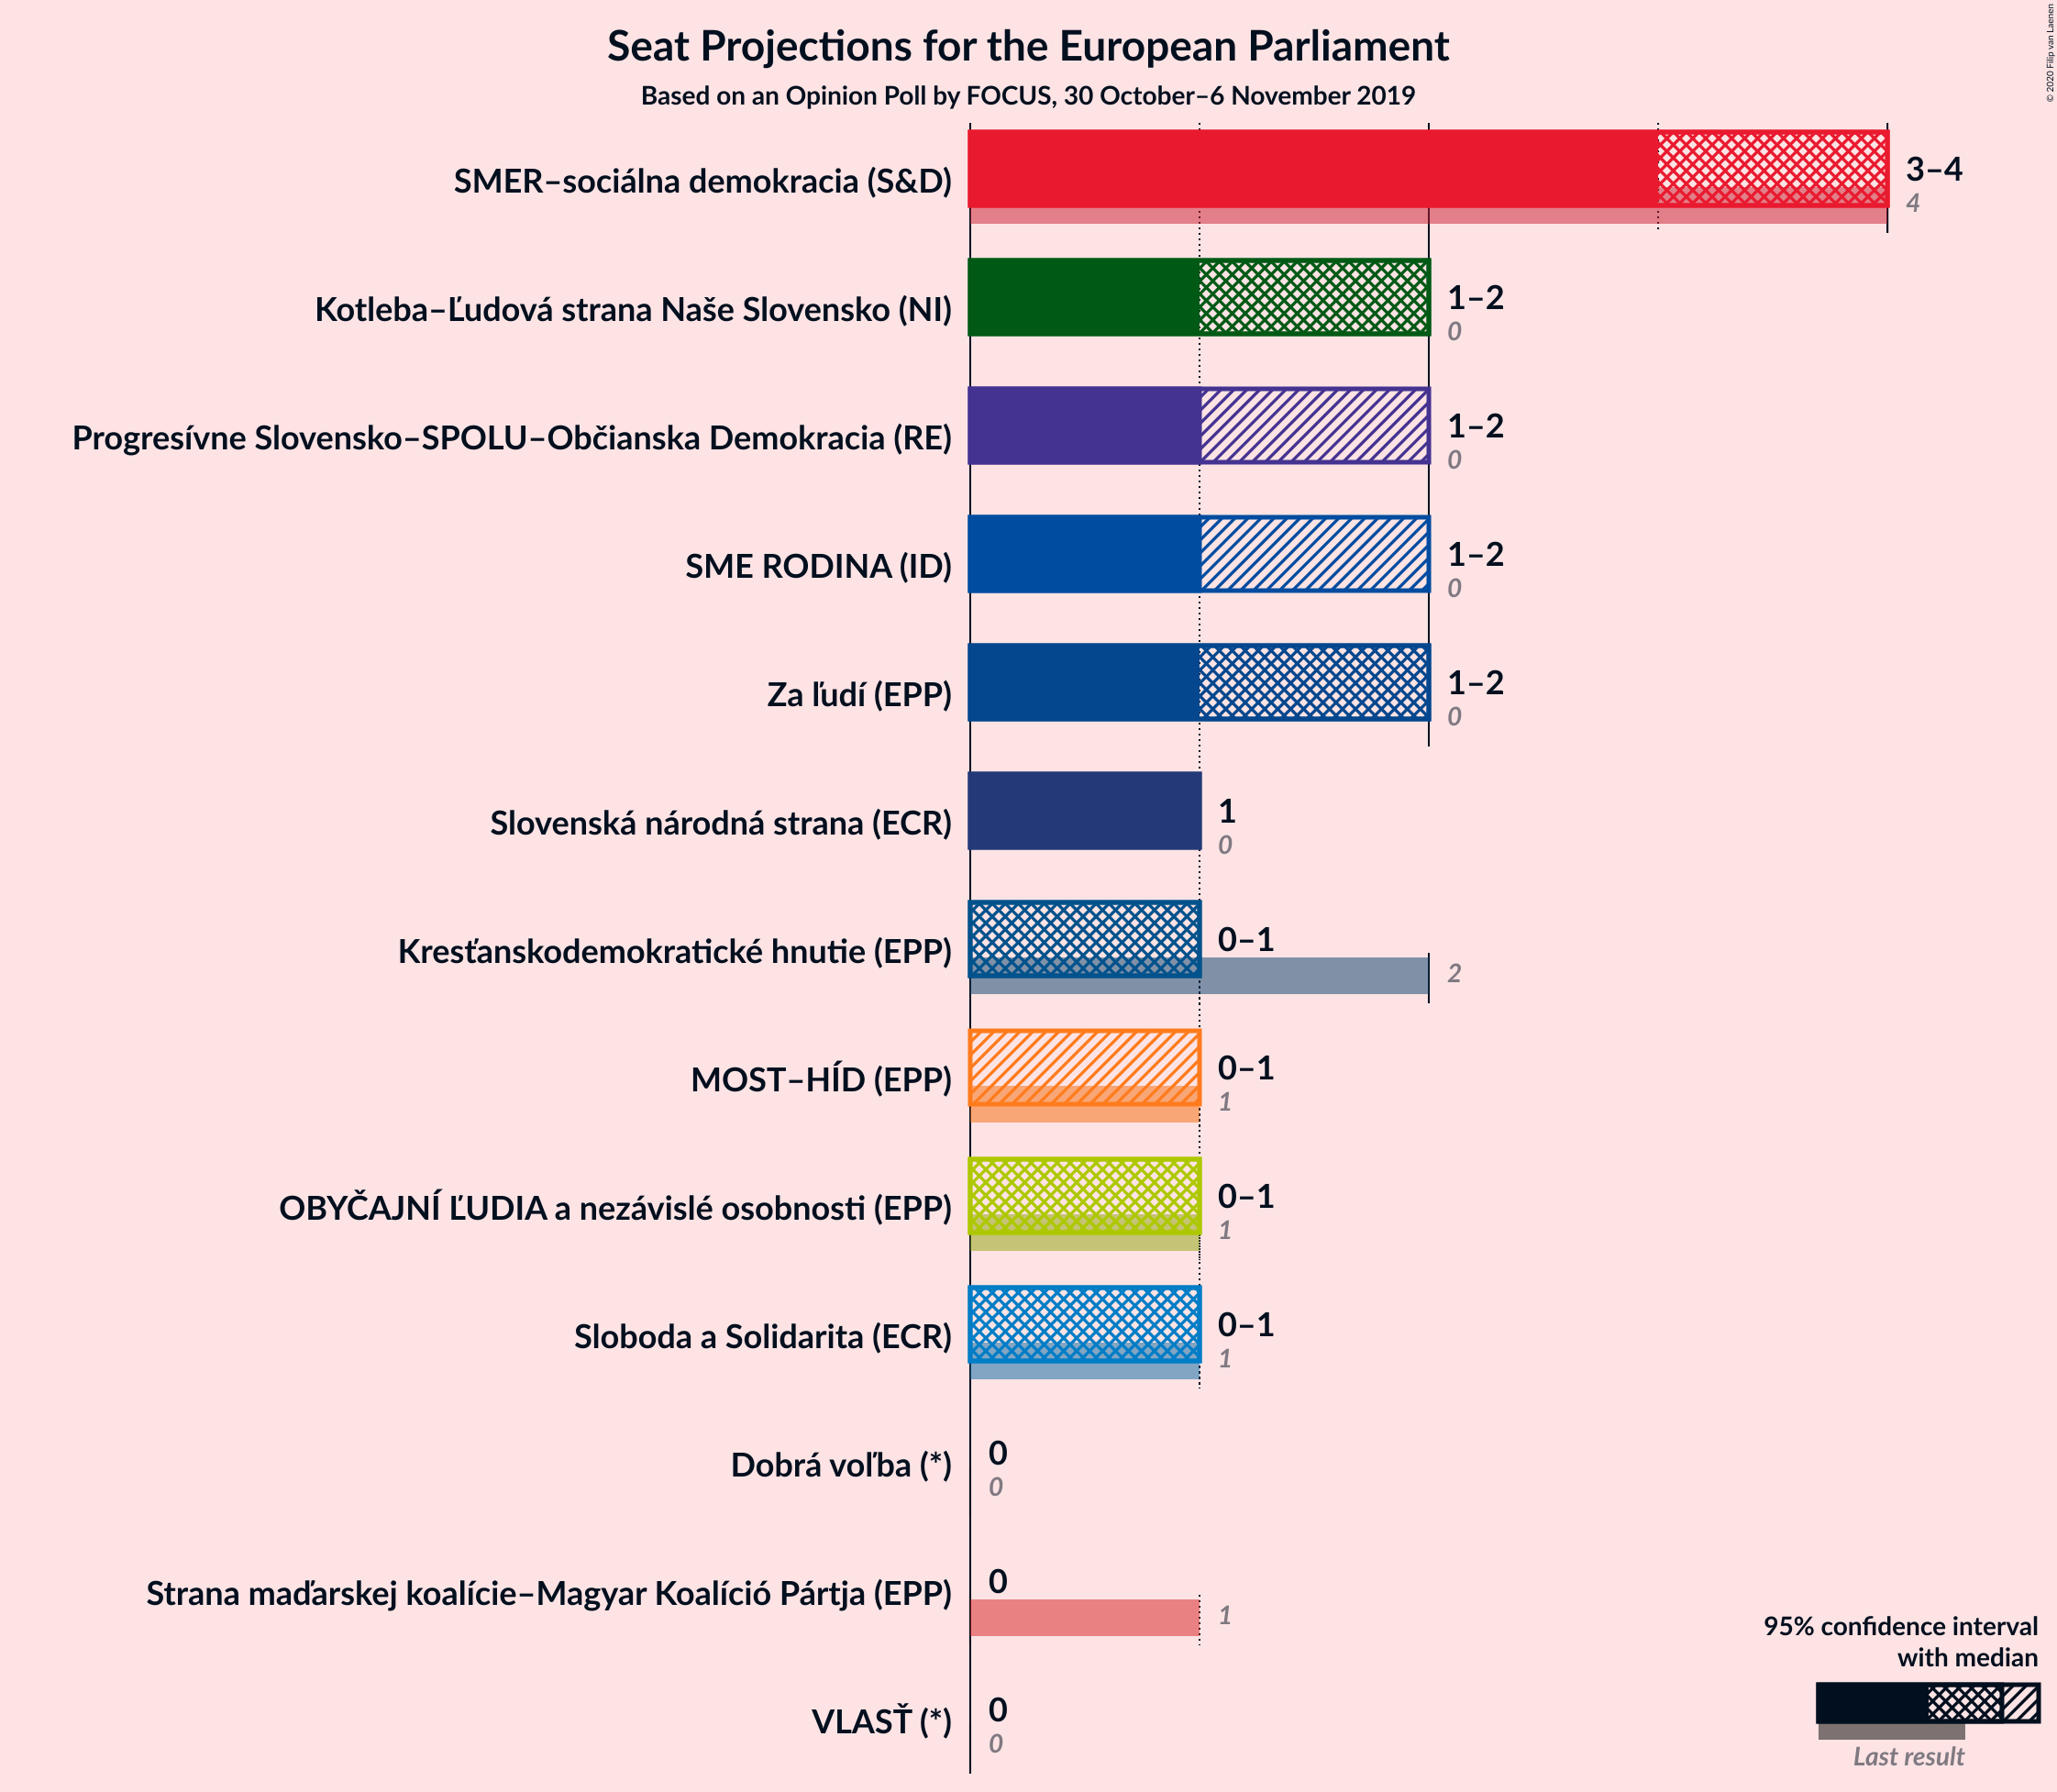 Seat Projections for the European Parliament
Based on an Opinion Poll by FOCUS, 30 October–6 November 2019
© 2020 Filip van Laenen
SMER–sociálna demokracia (S&D)
3–4
4
Kotleba–Ľudová strana Naše Slovensko (NI)
1–2
0
Progresívne Slovensko–SPOLU–Občianska Demokracia (RE)
1–2
0
SME RODINA (ID)
1–2
0
Za ľudí (EPP)
1–2
0
Slovenská národná strana (ECR)
1
0
Kresťanskodemokratické hnutie (EPP)
0–1
2
MOST–HÍD (EPP)
0–1
1
OBYČAJNÍ ĽUDIA a nezávislé osobnosti (EPP)
0–1
1
Sloboda a Solidarita (ECR)
0–1
1
Dobrá voľba (*)
0
0
Strana maďarskej koalície–Magyar Koalíció Pártja (EPP)
0
1
VLASŤ (*)
0
0
95% confidence interval
with median
Last result